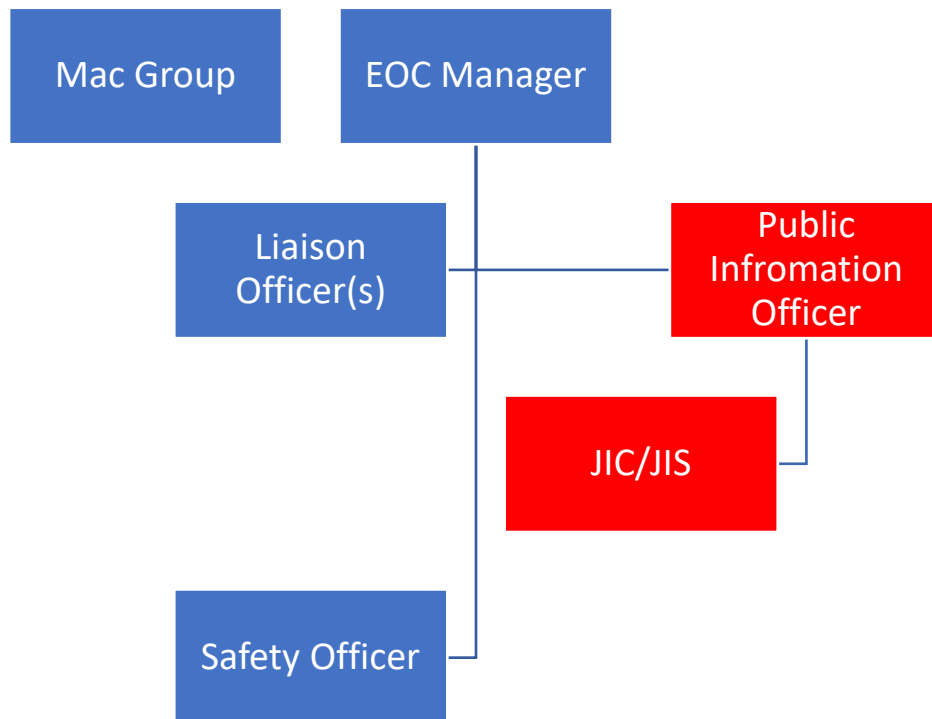 Mac Group
EOC Manager
Liaison
Officer(s)
Public
Infromation
Officer
JIC/JIS
Safety Officer